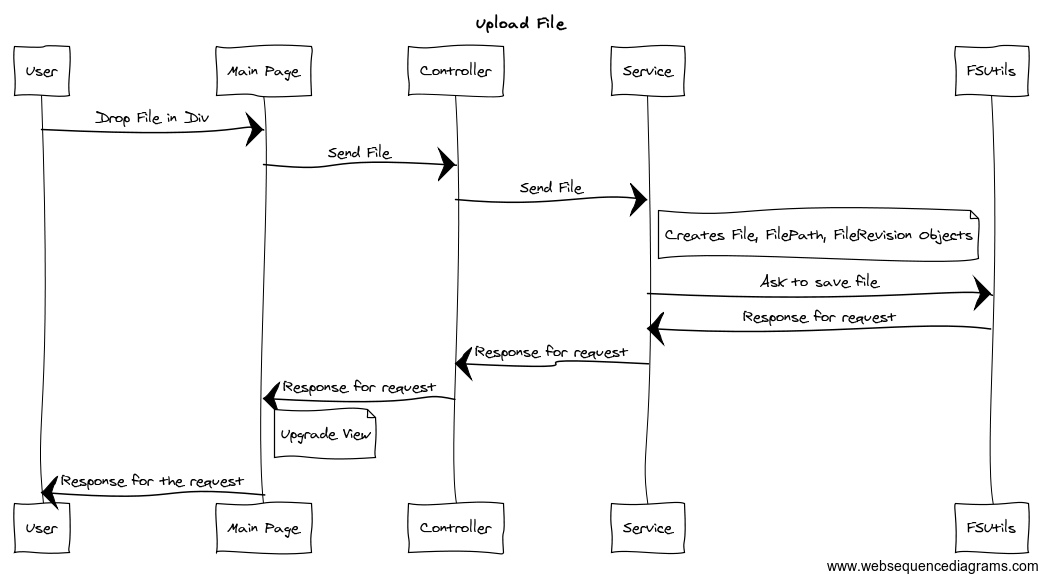 Upload File
User
Main Page
Controller
Service
FSUtils
Drop File in Div
Send File
Send File
Creates File, FilePath, FileRevision Objects
Ask to save file
Response for request
Response for request
Response for request
Upgrade View
Response for the request
User
Main Page
Controller
Service
FSUtils
www.websequencediagrams.com